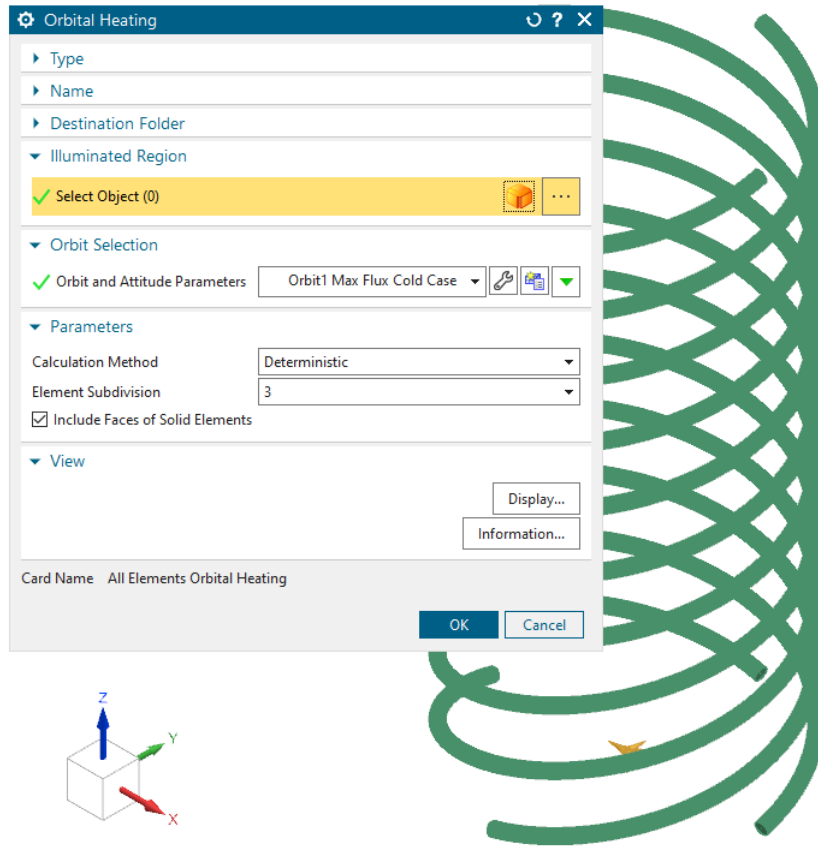 Orbital Heating
Type
Name
Destination Folder
Illuminated Region
Select Object (0)
Orbit Selection
Orbit and Attitude Parameters Orbit1 Max Flux Cold Case
Parameters
Calculation Method Deterministic
Element Subdivision 3
Include Faces of Solid Elements
View
Display...
Information...
Card Name All Elements Orbital Heating
OK Cancel
Z
Y
X